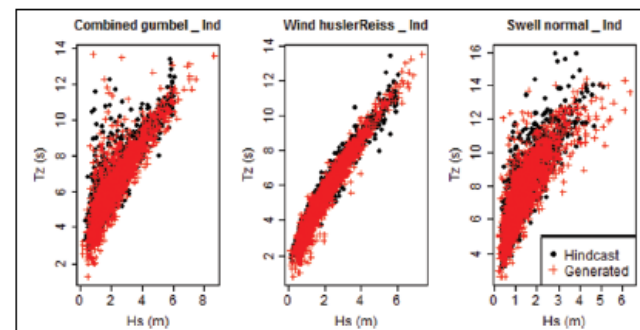 Combined gumbel _ Ind
Tz (s)
14
12
10
8
6
4
2
0 2 4 6 8
Hs (m)
Wind huslerReiss _ Ind
Tz (s)
12
10
8
6
4
2
0 2 4 6
Hs (m)
Swell normal _ Ind
Tz (s)
16
14
12
10
8
6
4
0 1 2 3 4 5 6
Hs (m)
Hindcast
Generated